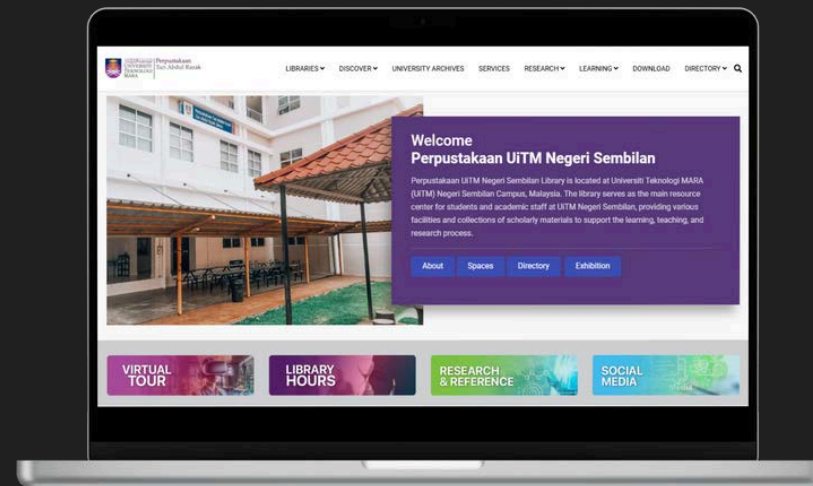 UNIVERSITI
TEKNOLOGI
MARA
Perpustakaan
Tun Abdul Razak
LIBRARIES
DISCOVER
UNIVERSITY ARCHIVES
SERVICES
RESEARCH
LEARNING
DOWNLOAD
DIRECTORY
Welcome
Perpustakaan UiTM Negeri Sembilan
Perpustakaan UiTM Negeri Sembilan Library is located at Universiti Teknologi MARA
(UiTM) Negeri Sembilan Campus, Malaysia. The library serves as the main resource
center for students and academic staff at UiTM Negeri Sembilan, providing various
facilities and collections of scholarly materials to support the learning, teaching, and
research process.
About
Spaces
Directory
Exhibition
VIRTUAL
TOUR
LIBRARY
HOURS
RESEARCH
& REFERENCE
SOCIAL
MEDIA